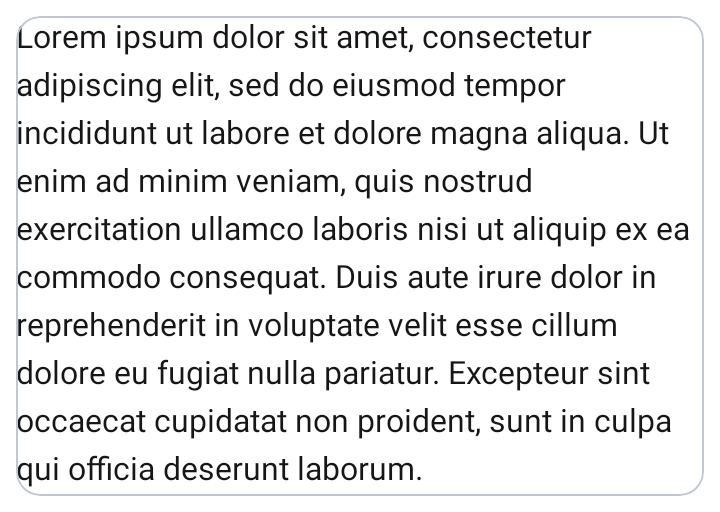 Lorem ipsum dolor sit amet, consectetur
adipiscing elit, sed do eiusmod tempor
incididunt ut labore et dolore magna aliqua. Ut
enim ad minim veniam, quis nostrud
exercitation ullamco laboris nisi ut aliquip ex ea
commodo consequat. Duis aute irure dolor in
reprehenderit in voluptate velit esse cillum
dolore eu fugiat nulla pariatur. Excepteur sint
occaecat cupidatat non proident, sunt in culpa
qui officia deserunt laborum.